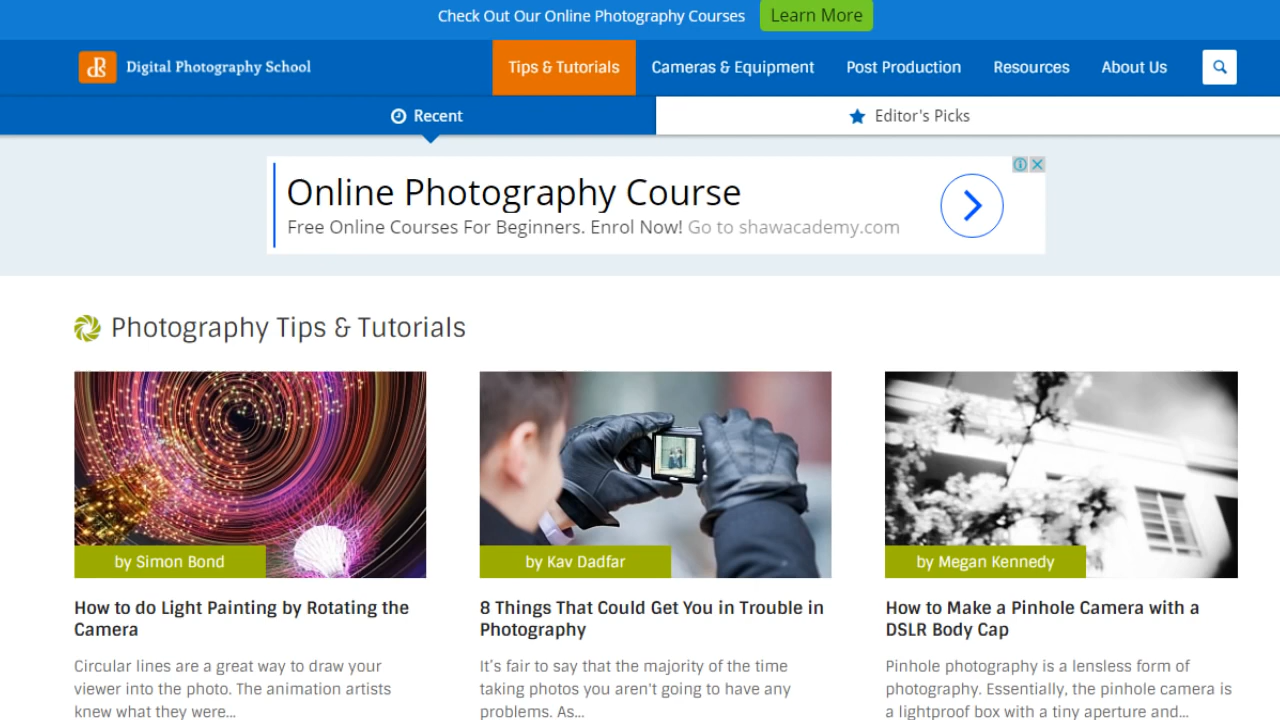 Check Out Our Online Photography Courses Learn More
dPS Digital Photography School Tips & Tutorials Cameras & Equipment Post Production Resources About Us
Recent Editor's Picks
Online Photography Course
Free Online Courses For Beginners. Enrol Now! Go to shawacademy.com
Photography Tips & Tutorials
by Simon Bond by Kav Dadfar by Megan Kennedy
How to do Light Painting by Rotating the
Camera
8 Things That Could Get You in Trouble in
Photography
How to Make a Pinhole Camera with a
DSLR Body Cap
Circular lines are a great way to draw your
viewer into the photo. The animation artists
knew what they were...
It's fair to say that the majority of the time
taking photos you aren't going to have any
problems. As...
Pinhole photography is a lensless form of
photography. Essentially, the pinhole camera is
a lightproof box with a tiny aperture and...